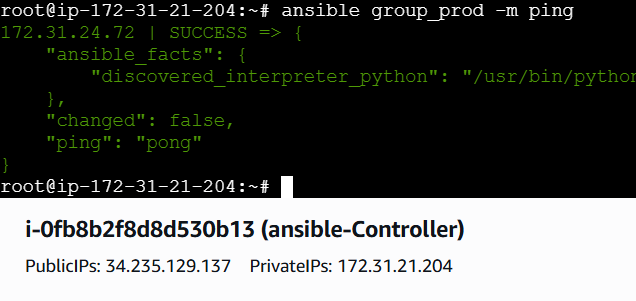 root@ip-172-31-21-204:~# ansible group_prod -m ping
172.31.24.72 | SUCCESS => {
    "ansible_facts": {
        "discovered_interpreter_python": "/usr/bin/python
    },
    "changed": false,
    "ping": "pong"
}
root@ip-172-31-21-204:~#
i-0fb8b2f8d8d530b13 (ansible-Controller)
PublicIPs: 34.235.129.137 PrivateIPs: 172.31.21.204